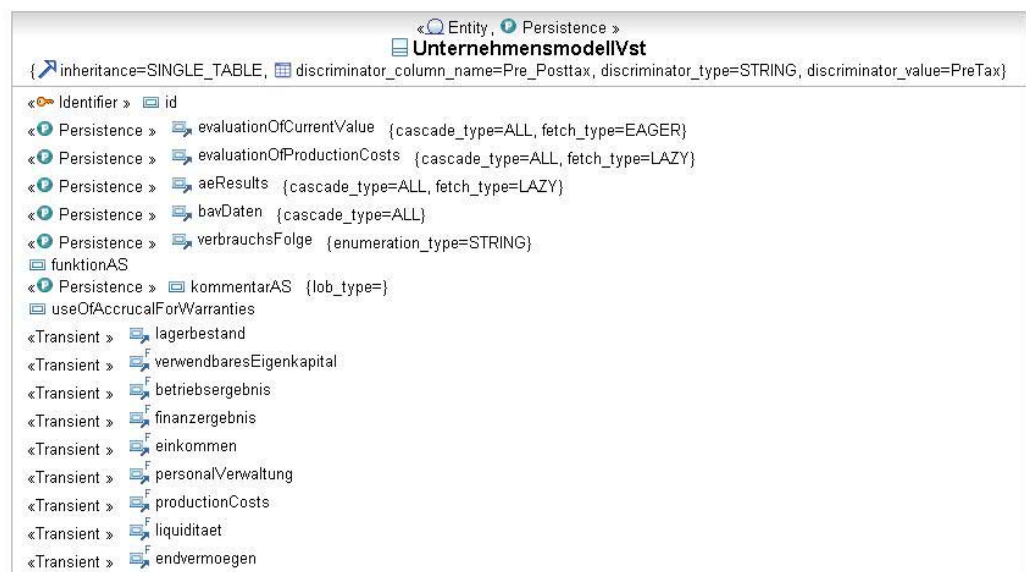 «Entity, Persistence»
UnternehmensmodellVst
{inheritance=SINGLE_TABLE, discriminator_column_name=Pre_Posttax, discriminator_type=STRING, discriminator_value=PreTax}
«Identifier» id
«Persistence» evaluationOfCurrentValue {cascade_type=ALL, fetch_type=EAGER}
«Persistence» evaluationOfProductionCosts {cascade_type=ALL, fetch_type=LAZY}
«Persistence» aeResults {cascade_type=ALL, fetch_type=LAZY}
«Persistence» bavDaten {cascade_type=ALL}
«Persistence» verbrauchsFolge {enumeration_type=STRING}
funktionAS
«Persistence» kommentarAS {lob_type=}
useOfAccrucalForWarranties
«Transient» lagerbestand
«Transient» F verwendbaresEigenkapital
«Transient» F betriebsergebnis
«Transient» F finanzergebnis
«Transient» F einkommen
«Transient» F personalVerwaltung
«Transient» F productionCosts
«Transient» F liquiditaet
«Transient» F endvermoegen